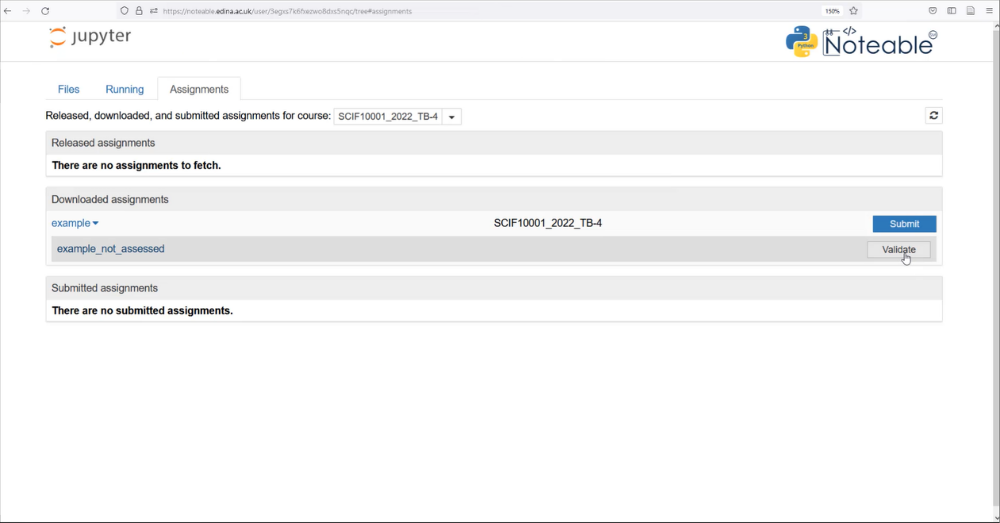 https://noteable.edina.ac.uk/user/3egxs7k6fxezwo8dxs5nqc/tree#assignments
150%
jupyter
3
Python
</>
Noteable
SM
Files
Running
Assignments
Released, downloaded, and submitted assignments for course: SCIF10001_2022_TB-4
Released assignments
There are no assignments to fetch.
Downloaded assignments
example SCIF10001_2022_TB-4 Submit
example_not_assessed Validate
Submitted assignments
There are no submitted assignments.